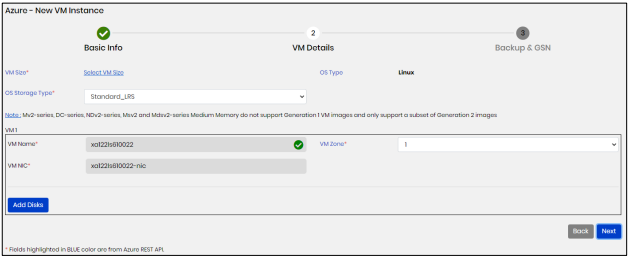 Azure - New VM Instance
2 3
Basic Info VM Details Backup & GSN
VM Size* Select VM Size OS Type Linux
OS Storage Type* Standard_LRS
Note : Mv2-series, DC-series, NDv2-series, Msv2 and Mdsv2-series Medium Memory do not support Generation 1 VM images and only support a subset of Generation 2 images
VM 1
VM Name* xa1221s610022 VM Zone* 1
VM NIC* xa1221s610022-nic
Add Disks
Back Next
* Fields highlighted in BLUE color are from Azure REST API.